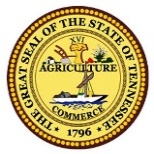 THE GREAT SEAL OF THE STATE OF TENNESSEE
XVI
AGRICULTURE
COMMERCE
1796